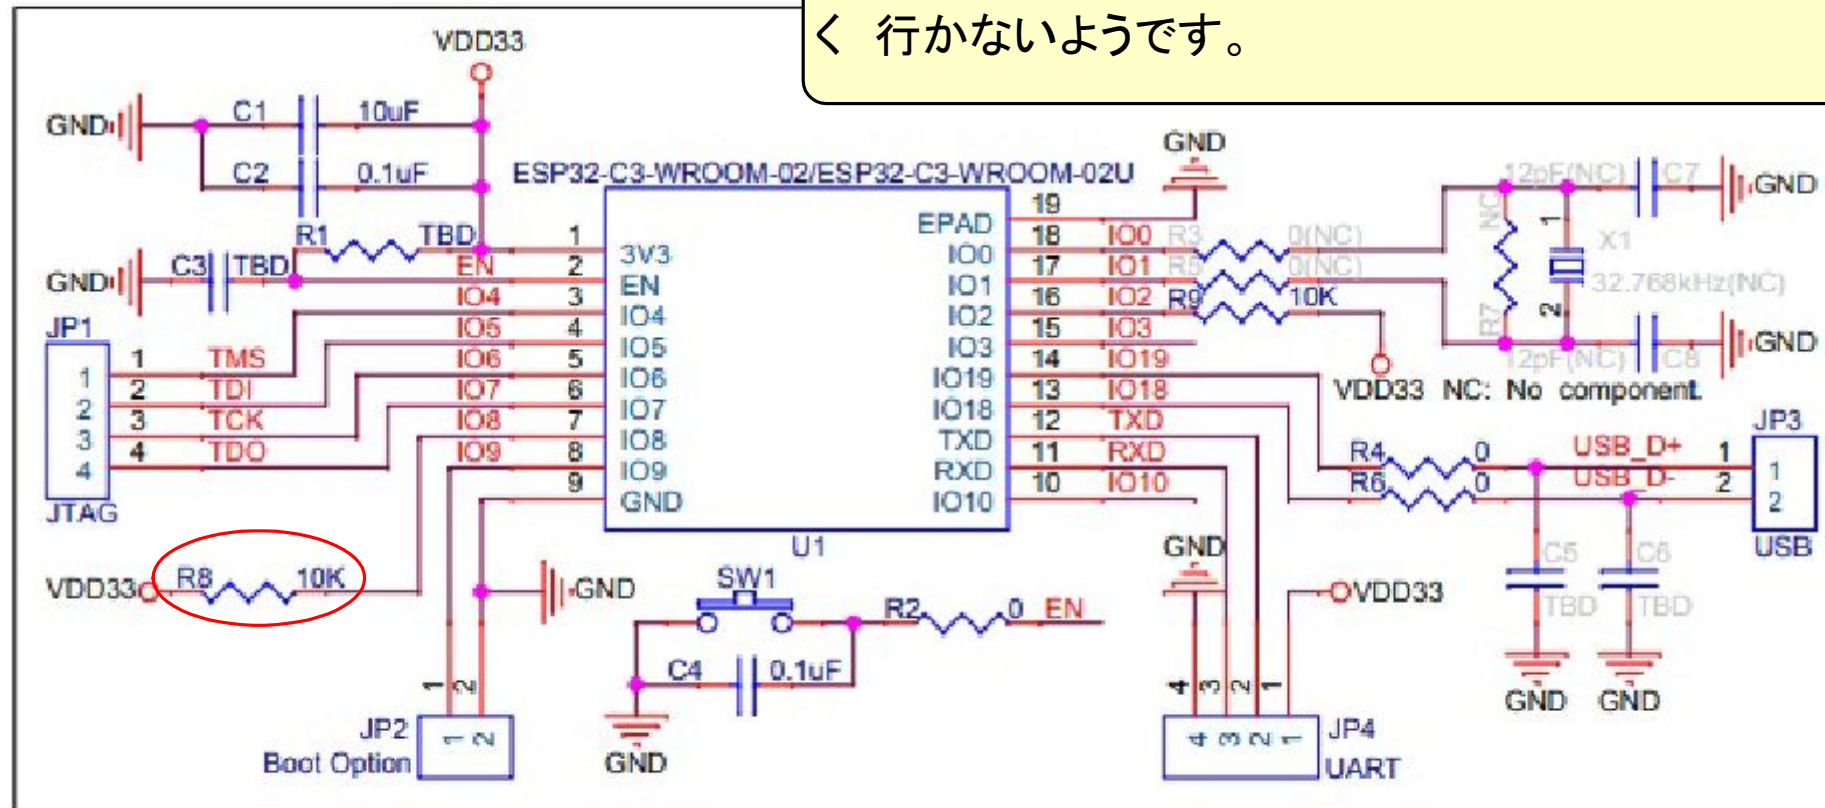 く 行かないようです。
VDD33
GND
C1
10uF
C2
0.1uF
ESP32-C3-WROOM-02/ESP32-C3-WROOM-02U
GND
R1
TBD
GND
C3
TBD
EN
IO4
IO5
IO6
IO7
IO8
IO9
1
2
3
4
5
6
7
8
9
3V3
EN
IO4
IO5
IO6
IO7
IO8
IO9
GND
EPAD
IO0
IO1
IO2
IO3
IO19
IO18
TXD
RXD
IO10
19
18
17
16
15
14
13
12
11
10
IO0
IO1
IO2
IO3
IO19
IO18
TXD
RXD
IO10
U1
R3
0(NC)
R5
0(NC)
R9
10K
VDD33
12pF(NC)
C7
GND
NC
R7
1
2
X1
32.768kHz(NC)
12pF(NC)
C8
GND
NC: No component.
JP1
1
2
3
4
1
2
3
4
TMS
TDI
TCK
TDO
JTAG
VDD33
R8
10K
GND
1
2
JP2
1
2
Boot Option
SW1
R2
0
EN
C4
0.1uF
GND
GND
VDD33
4
3
2
1
4
3
2
1
JP4
UART
R4
0
R6
0
USB_D+
USB_D-
1
2
JP3
1
2
USB
C5
TBD
C6
TBD
GND
GND